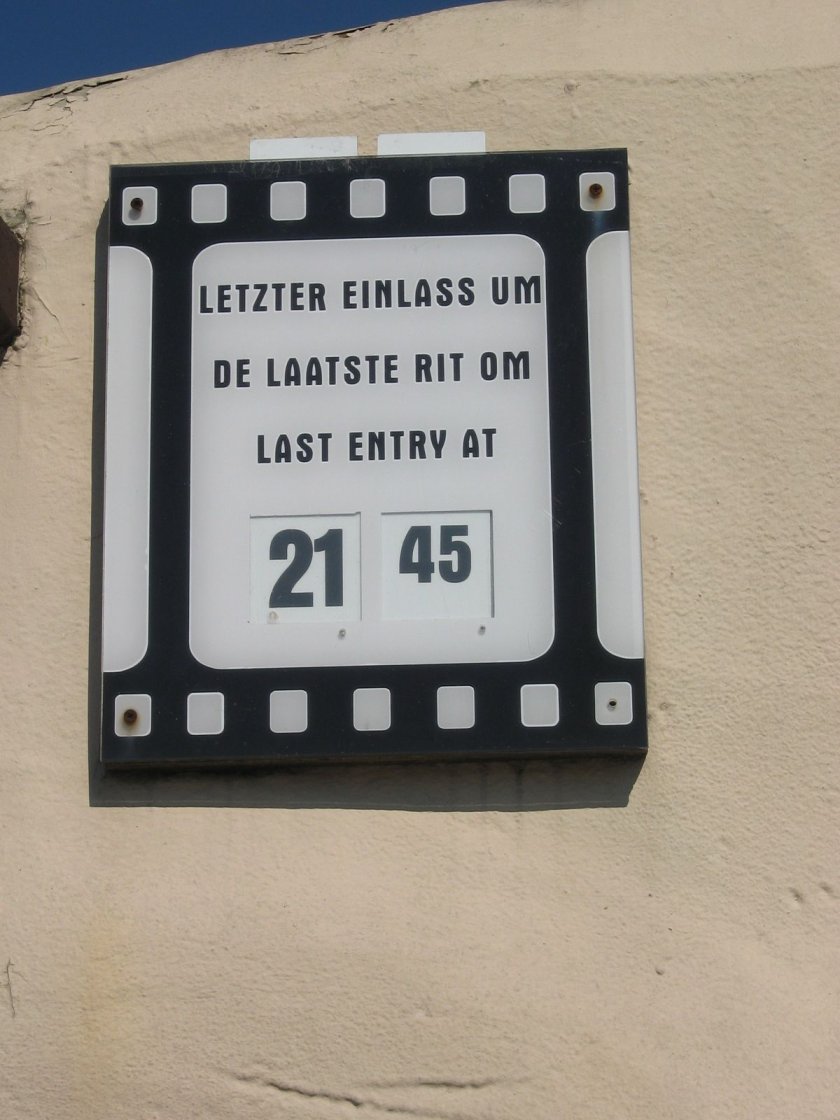 LETZTER EINLASS UM
DE LAATSTE RIT OM
LAST ENTRY AT
21 45